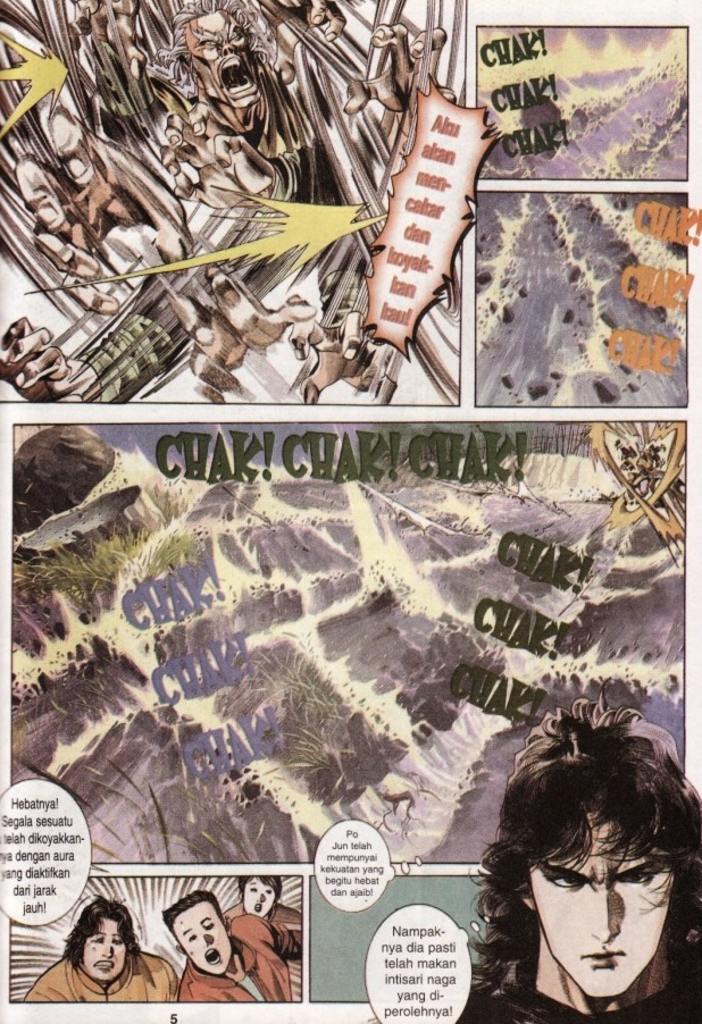 Aku
akan
men-
cakar
dan
koyak-
kan
kau!
CHAK!
CHAK!
CHAK!
CHAK!
CHAK!
CHAK!
CHAK! CHAK! CHAK!
CHAK!
CHAK!
CHAK!
CHAK!
CHAK!
CHAK!
Hebatnya!
Segala sesuatu
telah dikoyakkan-
nya dengan aura
yang diaktifkan
dari jarak
jauh!
Po
Jun telah
mempunyai
kekuatan yang
begitu hebat
dan ajaib!
Nampak-
nya dia pasti
telah makan
intisari naga
yang di-
perolehnya!
5